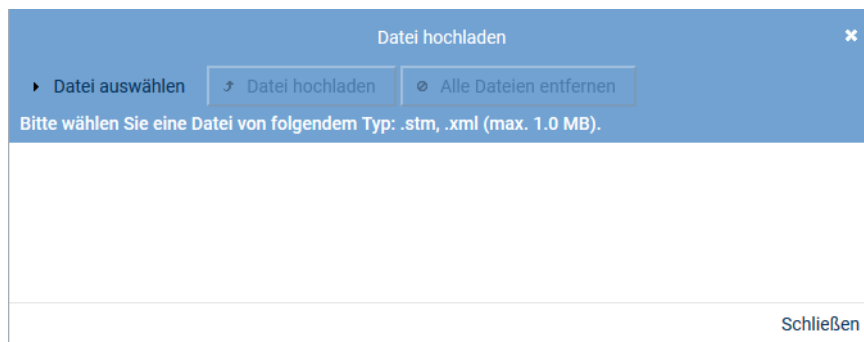 Datei hochladen
Datei auswählen Datei hochladen Alle Dateien entfernen
Bitte wählen Sie eine Datei von folgendem Typ: .stm, .xml (max. 1.0 MB).
Schließen